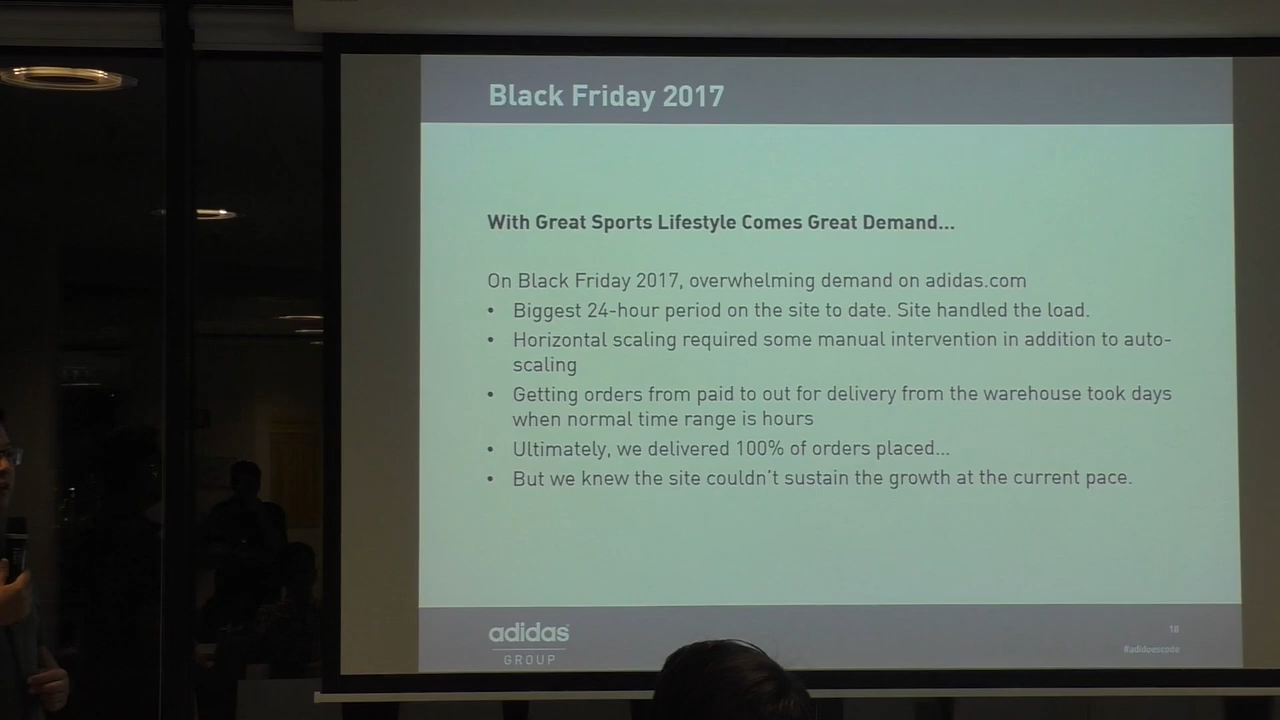 Black Friday 2017
With Great Sports Lifestyle Comes Great Demand...
On Black Friday 2017, overwhelming demand on adidas.com
• Biggest 24-hour period on the site to date. Site handled the load.
• Horizontal scaling required some manual intervention in addition to auto-
scaling
• Getting orders from paid to out for delivery from the warehouse took days
when normal time range is hours
• Ultimately, we delivered 100% of orders placed...
• But we knew the site couldn't sustain the growth at the current pace.
adidas
GROUP
18
#adidoescode